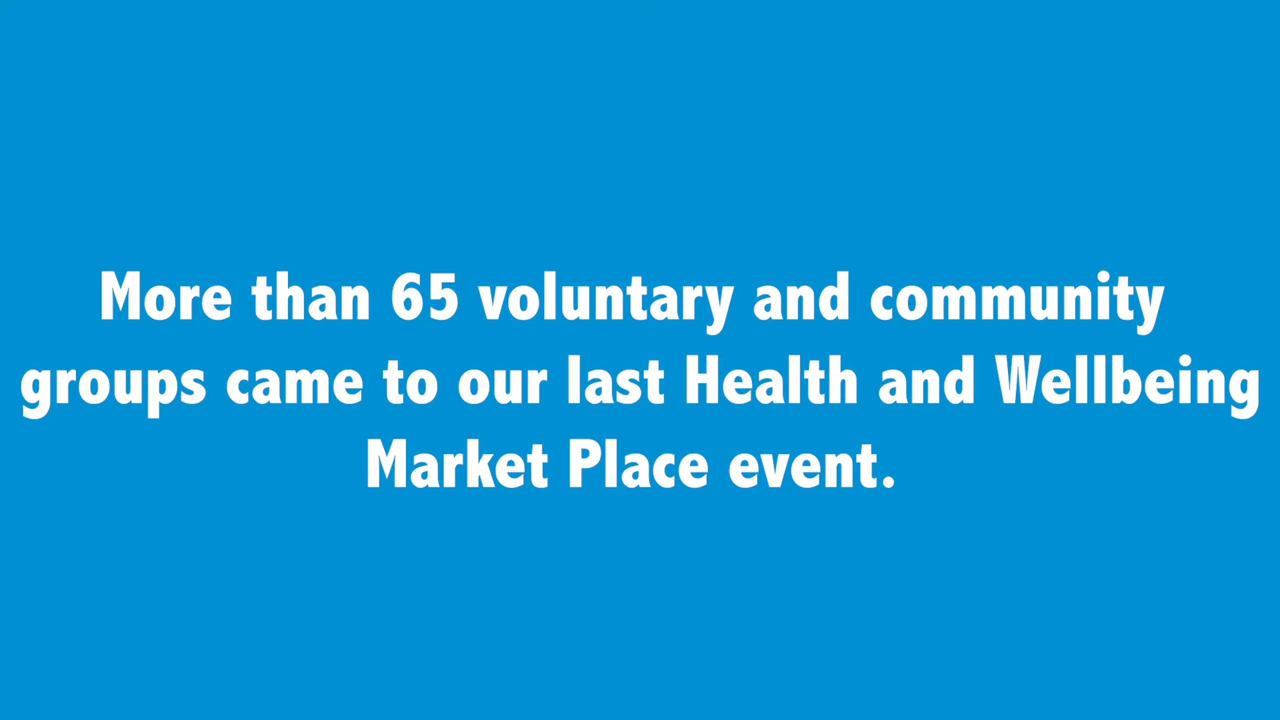 More than 65 voluntary and community
groups came to our last Health and Wellbeing
Market Place event.